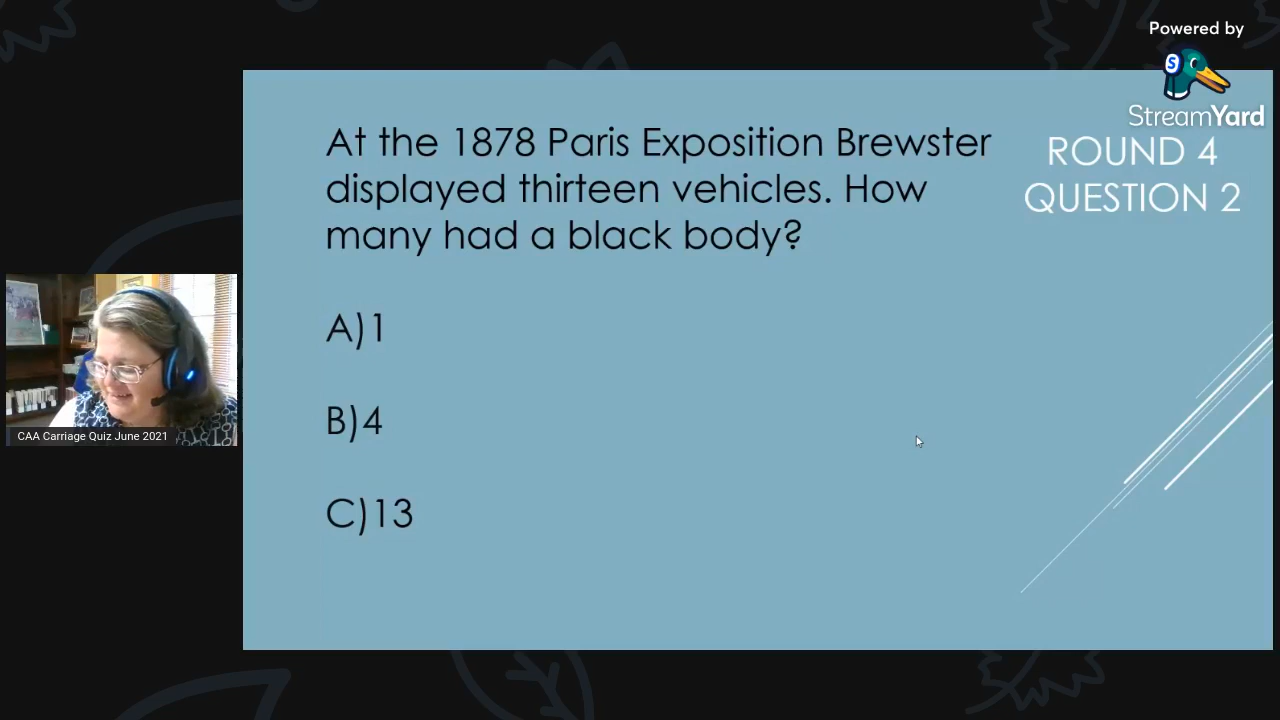 Powered by
StreamYard
At the 1878 Paris Exposition Brewster
displayed thirteen vehicles. How
many had a black body?
A)1
B)4
C)13
ROUND 4
QUESTION 2
S
CAA Carriage Quiz June 2021